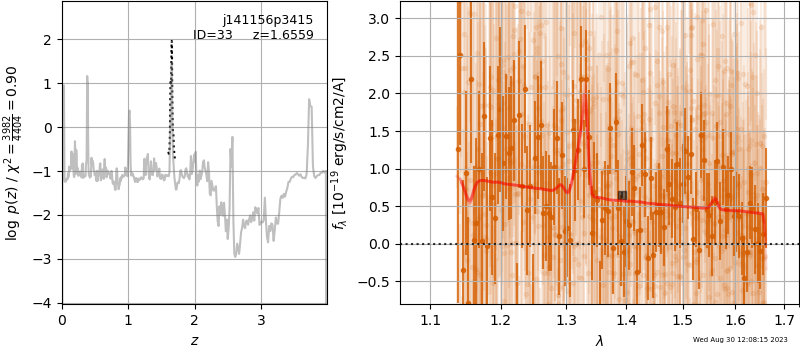 j141156p3415
ID=33 z=1.6559
log p(z) / χ² = 3982/4404 = 0.90
2
1
0
−1
−2
−3
−4
0 1 2 3
z
f_λ [10⁻¹⁹ erg/s/cm2/A]
3.0
2.5
2.0
1.5
1.0
0.5
0.0
−0.5
1.1 1.2 1.3 1.4 1.5 1.6 1.7
λ
Wed Aug 30 12:08:15 2023